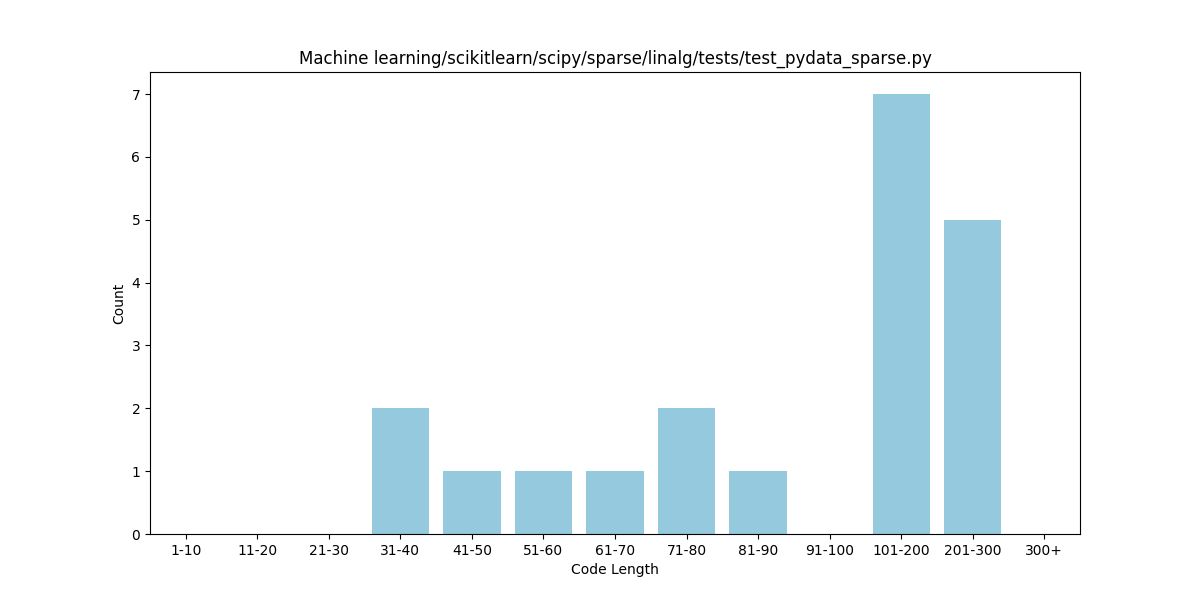 Machine learning/scikitlearn/scipy/sparse/linalg/tests/test_pydata_sparse.py
7
6
5
4
3
2
1
0
Count
1-10 11-20 21-30 31-40 41-50 51-60 61-70 71-80 81-90 91-100 101-200 201-300 300+
Code Length